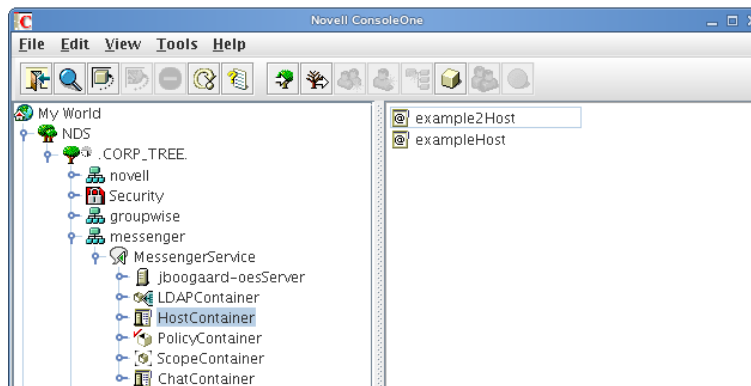 Novell ConsoleOne
File Edit View Tools Help
My World
NDS
.CORP_TREE.
novell
Security
groupwise
messenger
MessengerService
jboogaard-oesServer
LDAPContainer
HostContainer
PolicyContainer
ScopeContainer
ChatContainer
example2Host
exampleHost